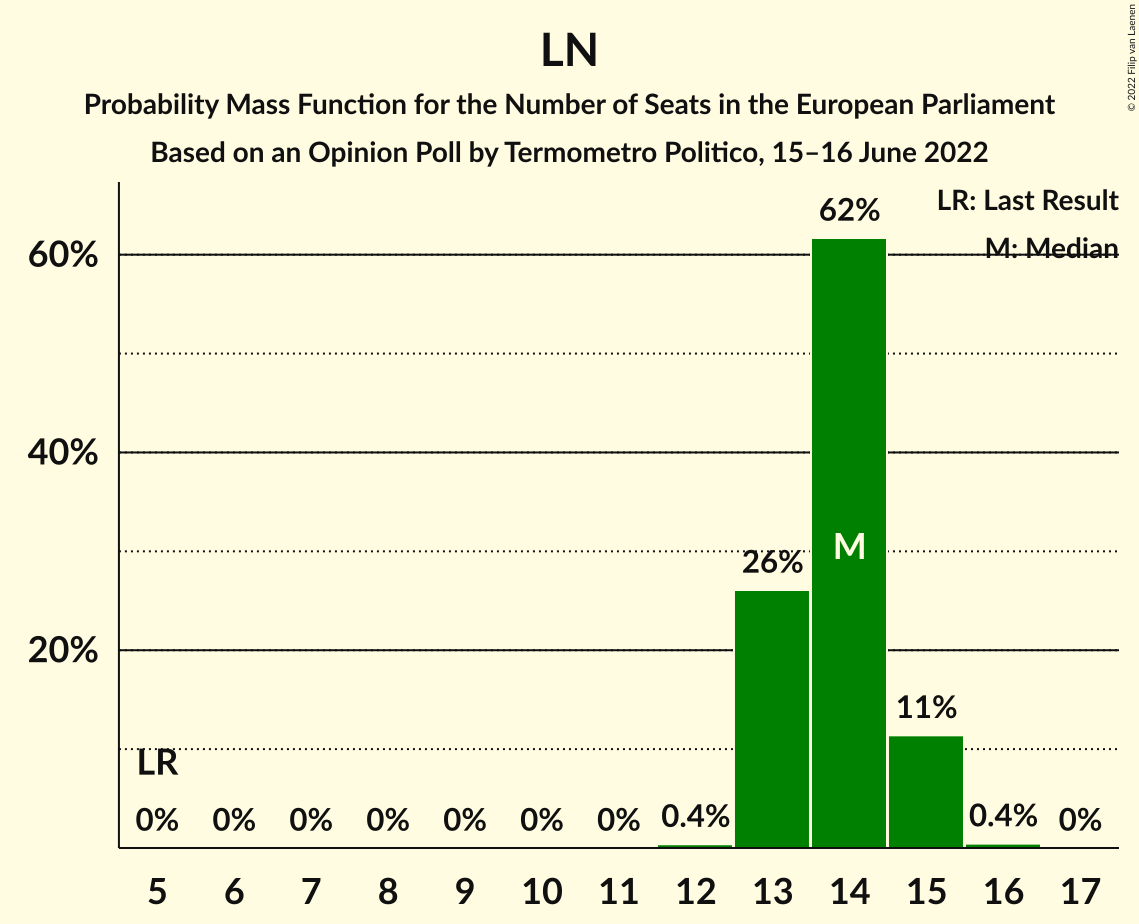 LN
Probability Mass Function for the Number of Seats in the European Parliament
Based on an Opinion Poll by Termometro Politico, 15–16 June 2022
© 2022 Filip van Laenen
LR: Last Result
M: Median
60%
40%
20%
62%
M
26%
11%
LR
0% 0% 0% 0% 0% 0% 0% 0.4% 0.4% 0%
5 6 7 8 9 10 11 12 13 14 15 16 17